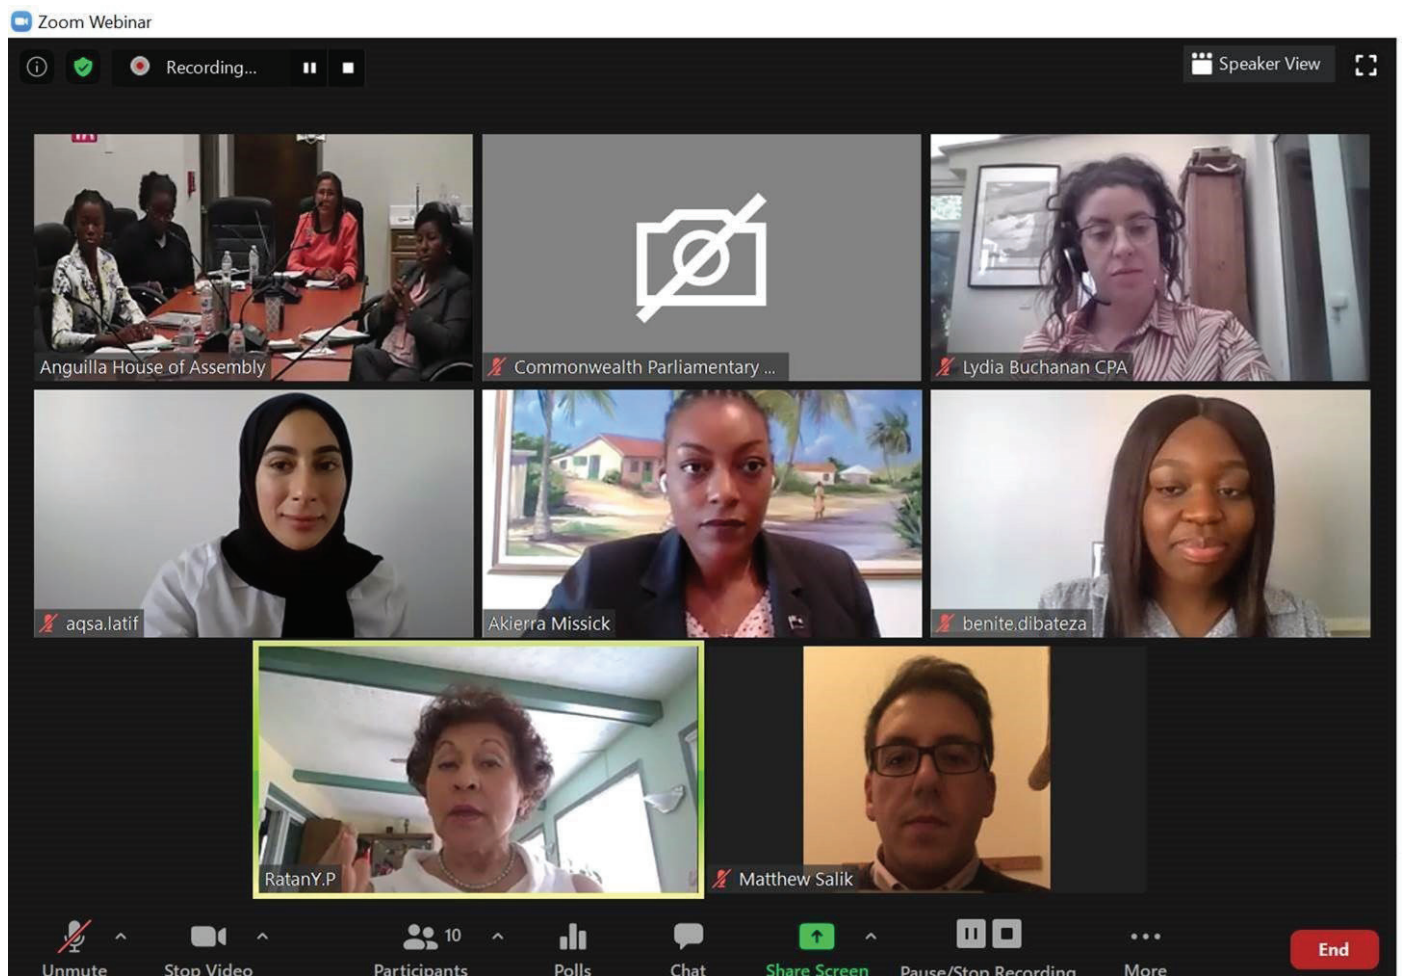 Zoom Webinar
Recording...
Speaker View
Anguilla House of Assembly
Commonwealth Parliamentary ...
Lydia Buchanan CPA
aqsa.latif
Akierra Missick
benite.dibateza
RatanY.P
Matthew Salik
10
Unmute
Stop Video
Participants
Polls
Chat
Share Screen
Pause/Stop Recording
More
End